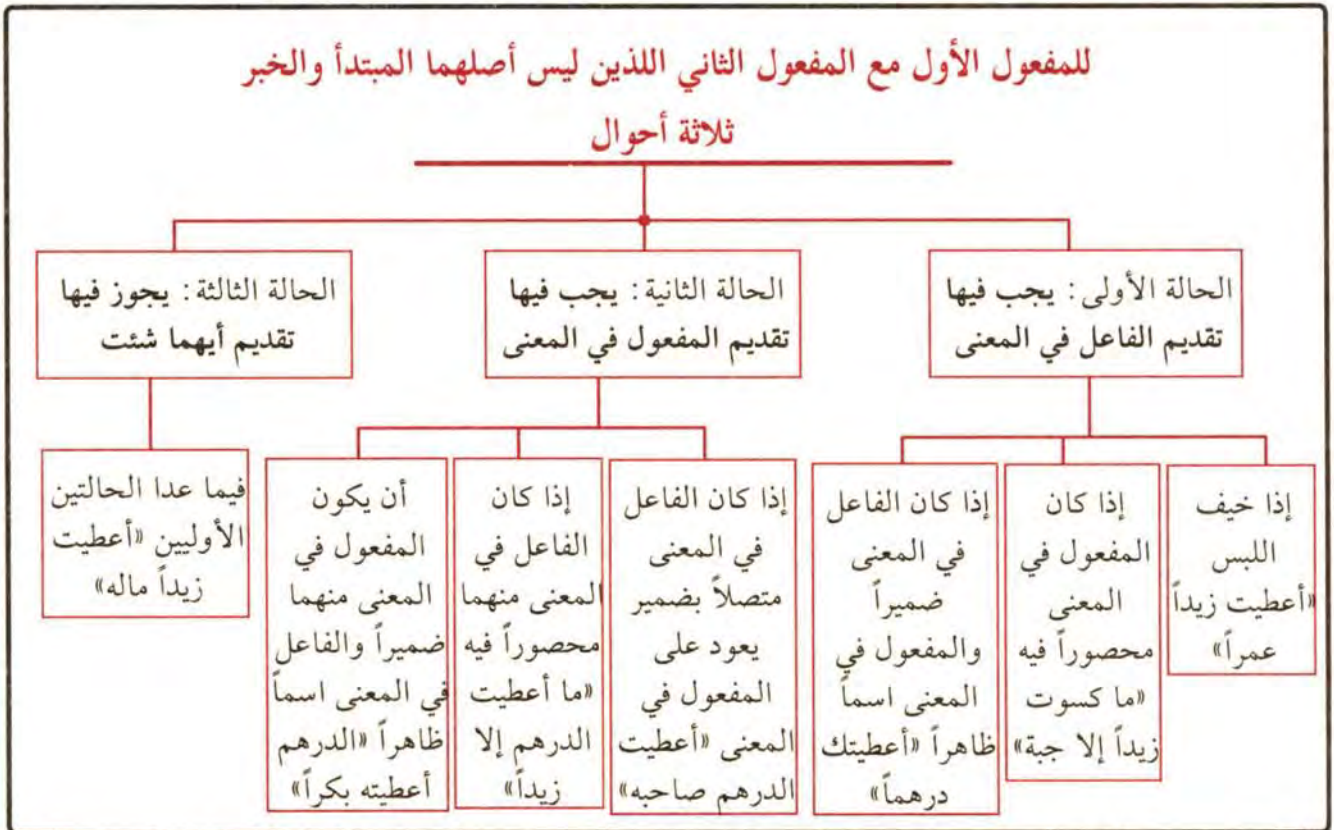 للمفعول الأول مع المفعول الثاني اللذين ليس أصلهما المبتدأ والخبر
ثلاثة أحوال
الحالة الأولى: يجب فيها
تقديم الفاعل في المعنى
الحالة الثانية: يجب فيها
تقديم المفعول في المعنى
الحالة الثالثة: يجوز فيها
تقديم أيهما شئت
إذا خيف
اللبس
«أعطيت زيداً
عمراً»
إذا كان
المفعول في
المعنى
محصوراً فيه
«ما كسوت
زيداً إلا جبة»
إذا كان الفاعل
في المعنى
ضميراً
والمفعول في
المعنى اسماً
ظاهراً «أعطيتك
درهماً»
إذا كان الفاعل
في المعنى
متصلاً بضمير
يعود على
المفعول في
المعنى «أعطيت
الدرهم صاحبه»
إذا كان
الفاعل في
المعنى منهما
محصوراً فيه
«ما أعطيت
الدرهم إلا
زيداً»
أن يكون
المفعول في
المعنى منهما
ضميراً والفاعل
في المعنى اسماً
ظاهراً «الدرهم
أعطيته بكراً»
فيما عدا الحالتين
الأوليين «أعطيت
زيداً ماله»